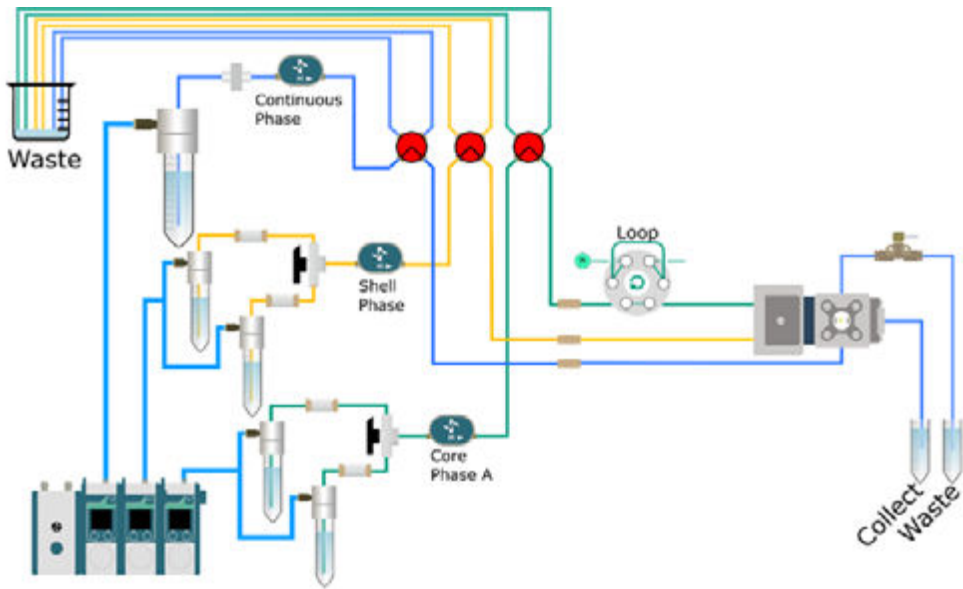 Continuous
Phase
Waste
Loop
Shell
Phase
Core
Phase A
Collect
Waste